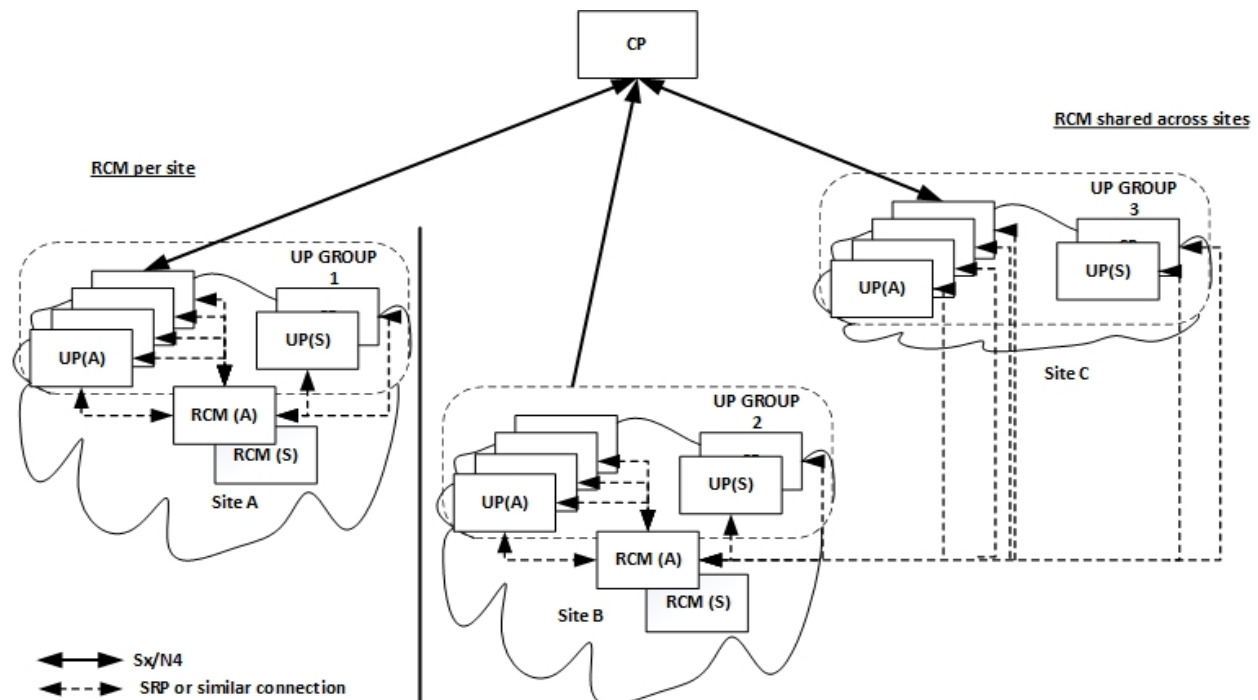 CP
RCM shared across sites
RCM per site
UP GROUP
3
UP(S)
UP(A)
UP GROUP
1
UP(S)
UP(A)
Site C
RCM (A)
UP GROUP
2
RCM (S)
UP(S)
Site A
UP(A)
RCM (A)
RCM (S)
Site B
Sx/N4
SRP or similar connection